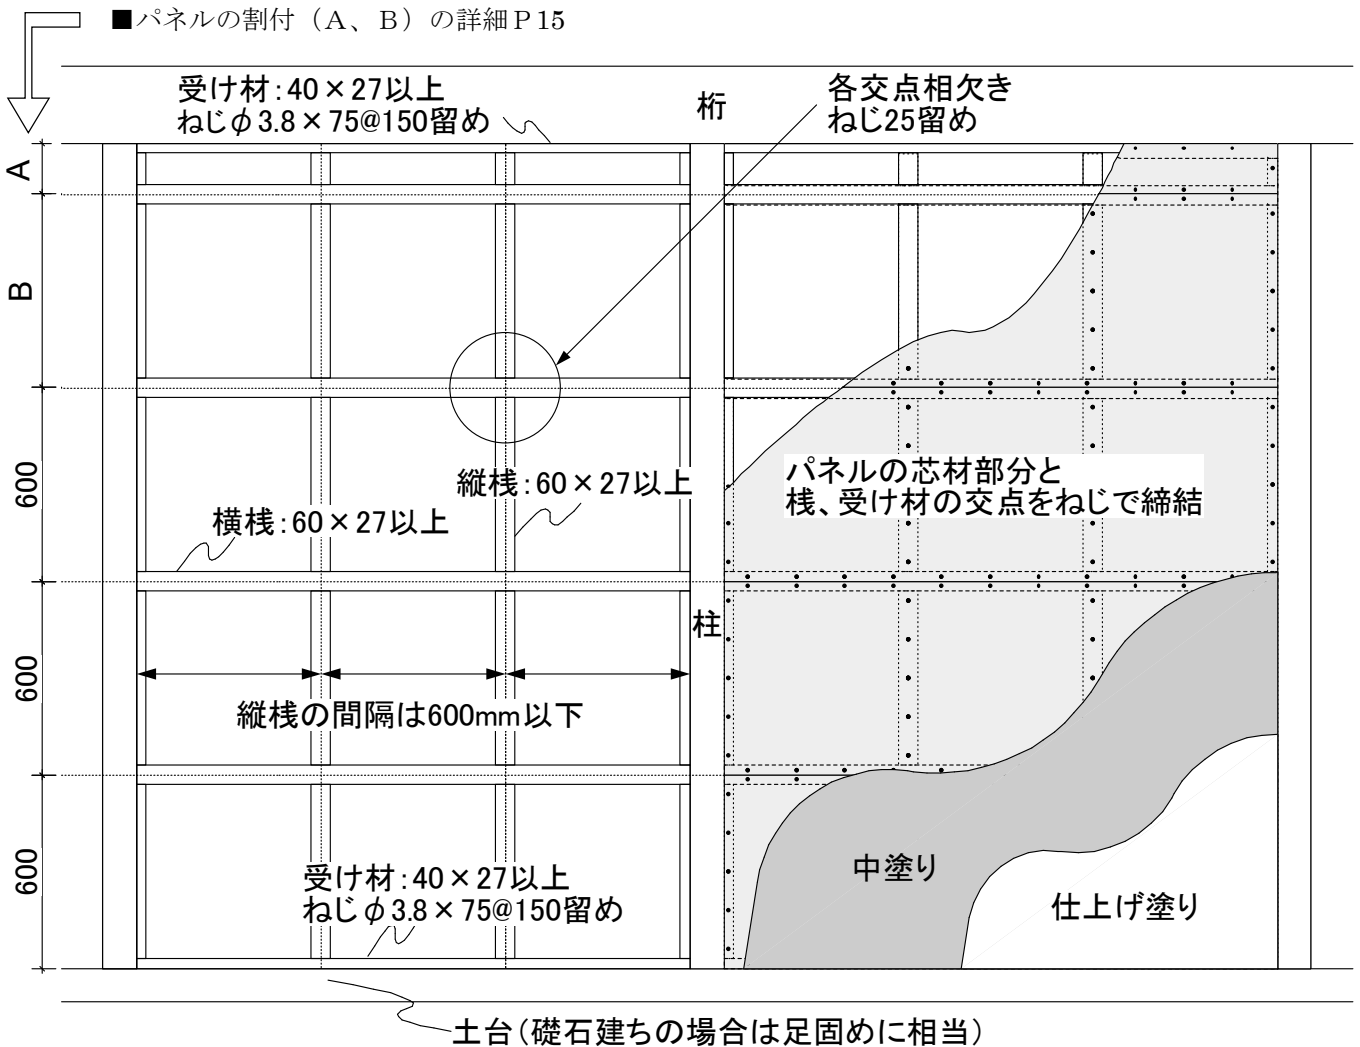 ■パネルの割付（A、B）の詳細P15
受け材:40×27以上
ねじφ3.8×75@150留め
桁
各交点相欠き
ねじ25留め
A
B
600
600
600
縦桟:60×27以上
横桟:60×27以上
パネルの芯材部分と
桟、受け材の交点をねじで締結
柱
縦桟の間隔は600mm以下
受け材:40×27以上
ねじφ3.8×75@150留め
中塗り
仕上げ塗り
土台(礎石建ちの場合は足固めに相当)